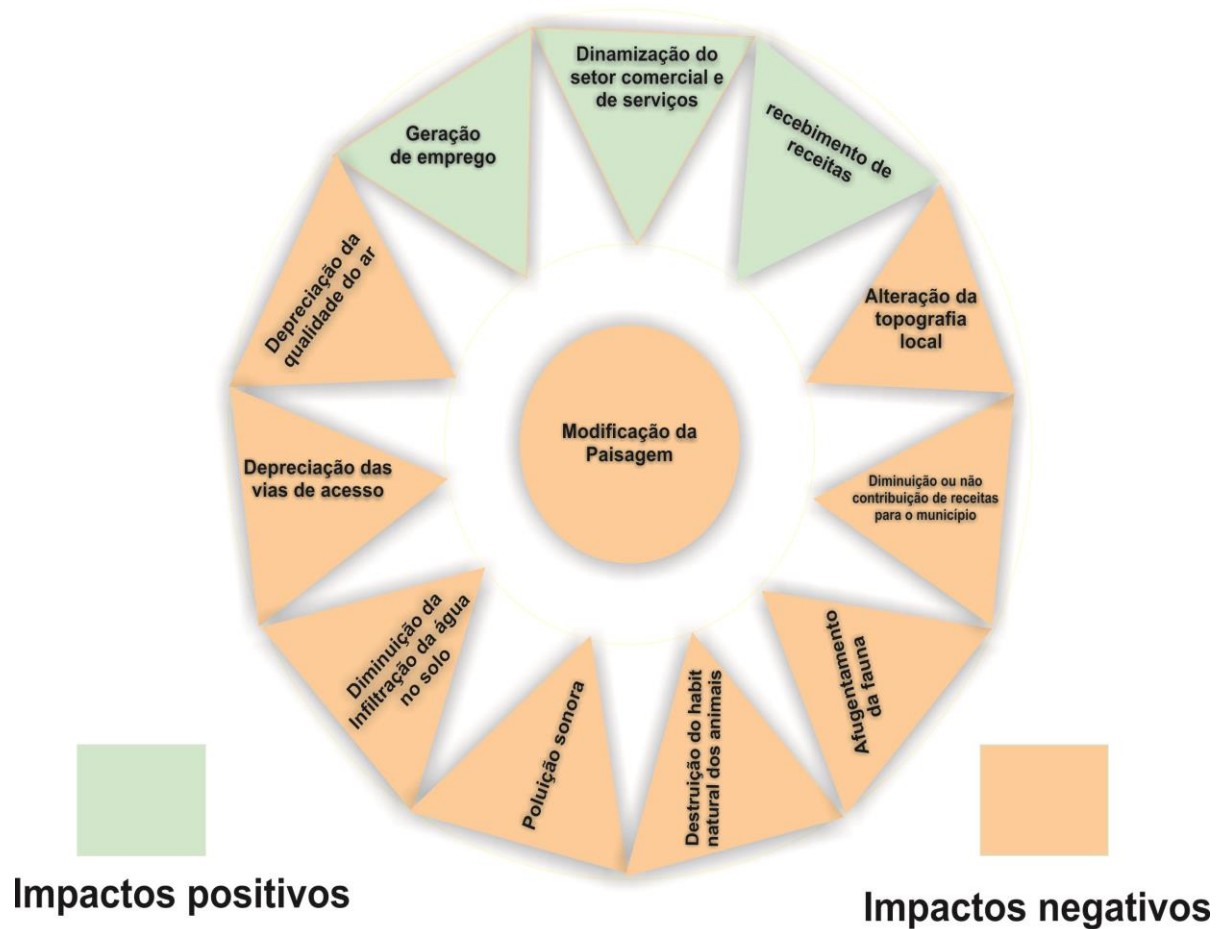 Dinamização do
setor comercial e
de serviços
recebimento de
receitas
Geração
de emprego
Alteração da
topografia
local
Depreciação da
qualidade do ar
Modificação da
Paisagem
Depreciação das
vias de acesso
Diminuição ou não
contribuição de receitas
para o município
Afugentamento
da fauna
Diminuição da
Infiltração da água
no solo
Poluição sonora
Destruição do habit
natural dos animais
Impactos positivos
Impactos negativos